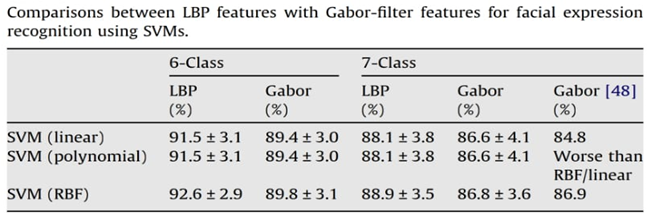 Comparisons between LBP features with Gabor-filter features for facial expression
recognition using SVMs.
6-Class 7-Class
LBP Gabor LBP Gabor Gabor [48]
(%) (%) (%) (%) (%)
SVM (linear) 91.5 ± 3.1 89.4 ± 3.0 88.1 ± 3.8 86.6 ± 4.1 84.8
SVM (polynomial) 91.5 ± 3.1 89.4 ± 3.0 88.1 ± 3.8 86.6 ± 4.1 Worse than
RBF/linear
SVM (RBF) 92.6 ± 2.9 89.8 ± 3.1 88.9 ± 3.5 86.8 ± 3.6 86.9